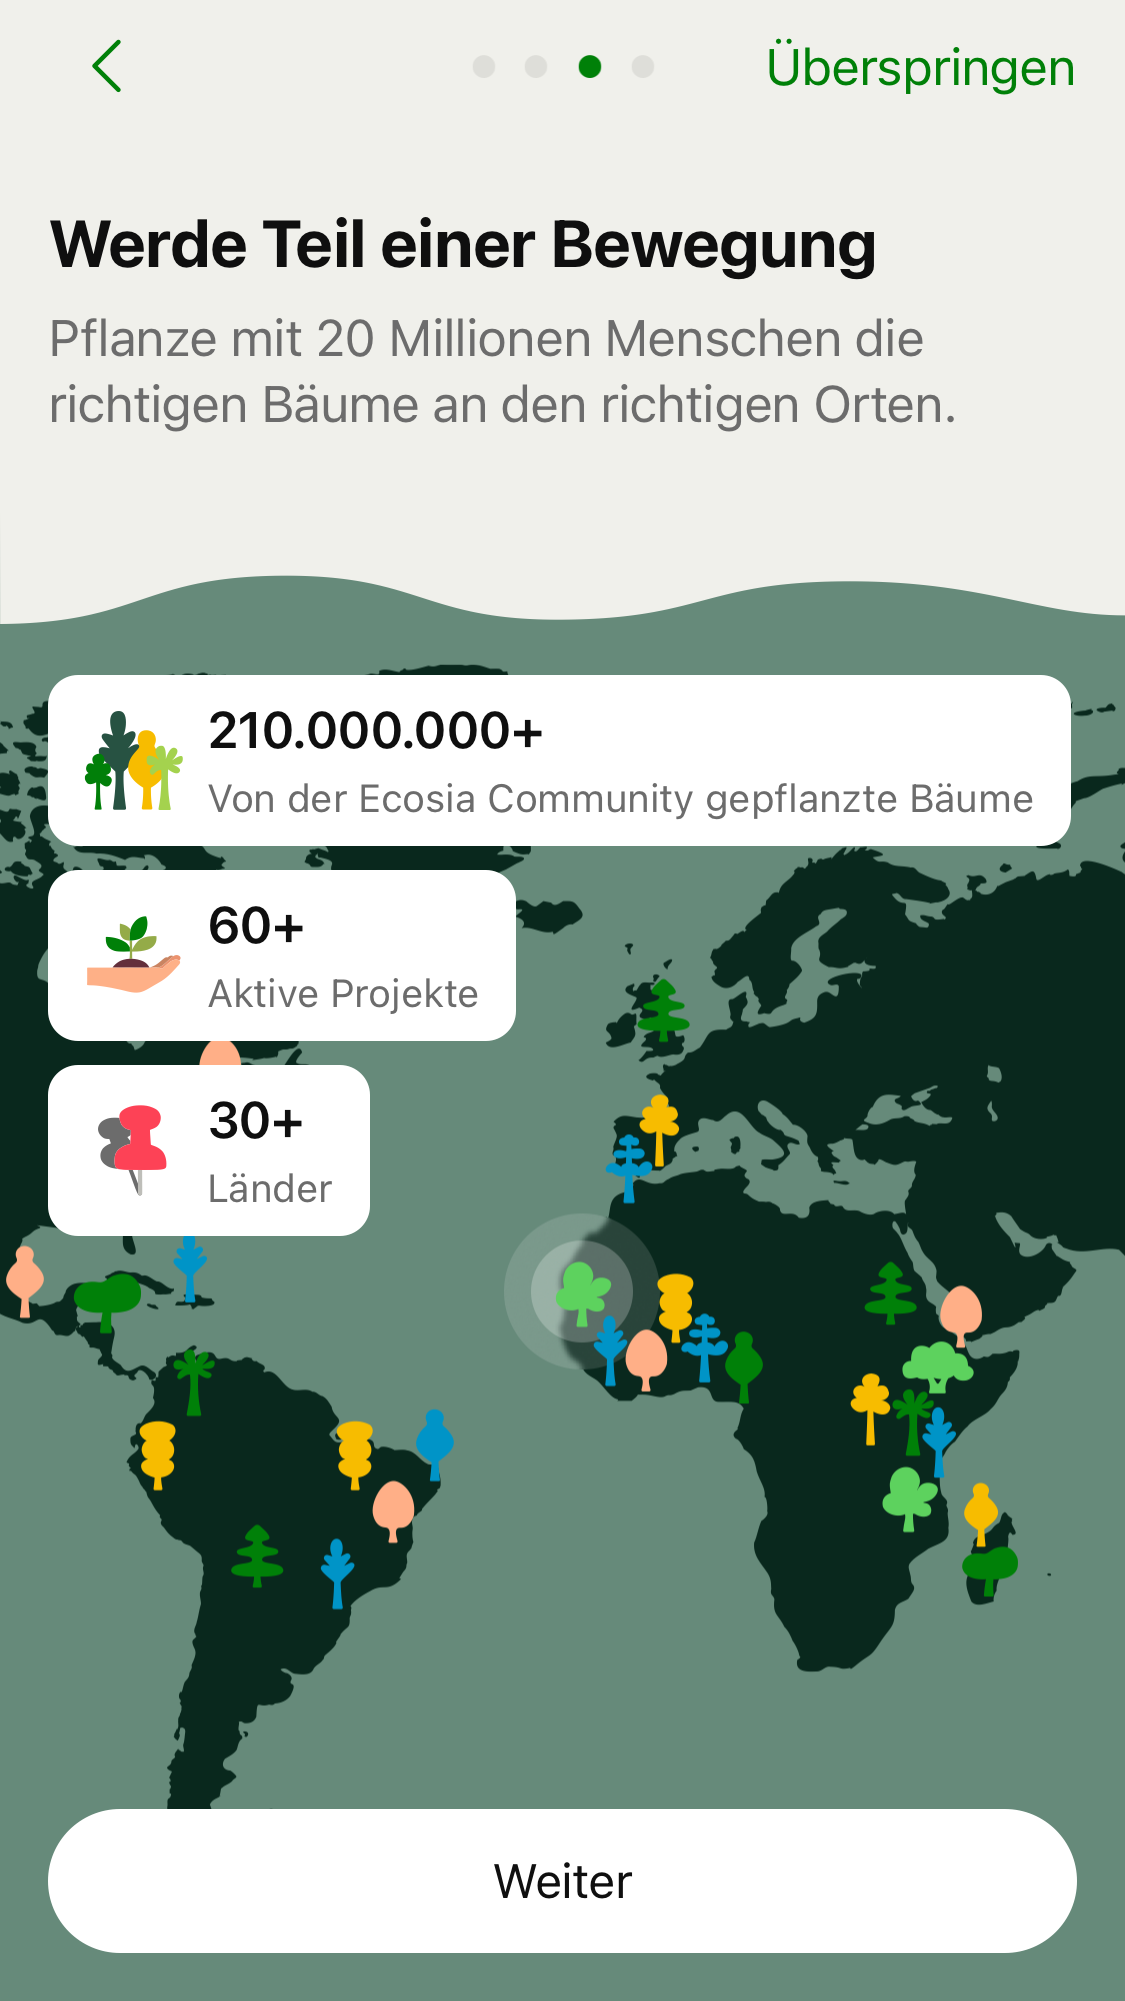 Überspringen
Werde Teil einer Bewegung
Pflanze mit 20 Millionen Menschen die
richtigen Bäume an den richtigen Orten.
210.000.000+
Von der Ecosia Community gepflanzte Bäume
60+
Aktive Projekte
30+
Länder
Weiter